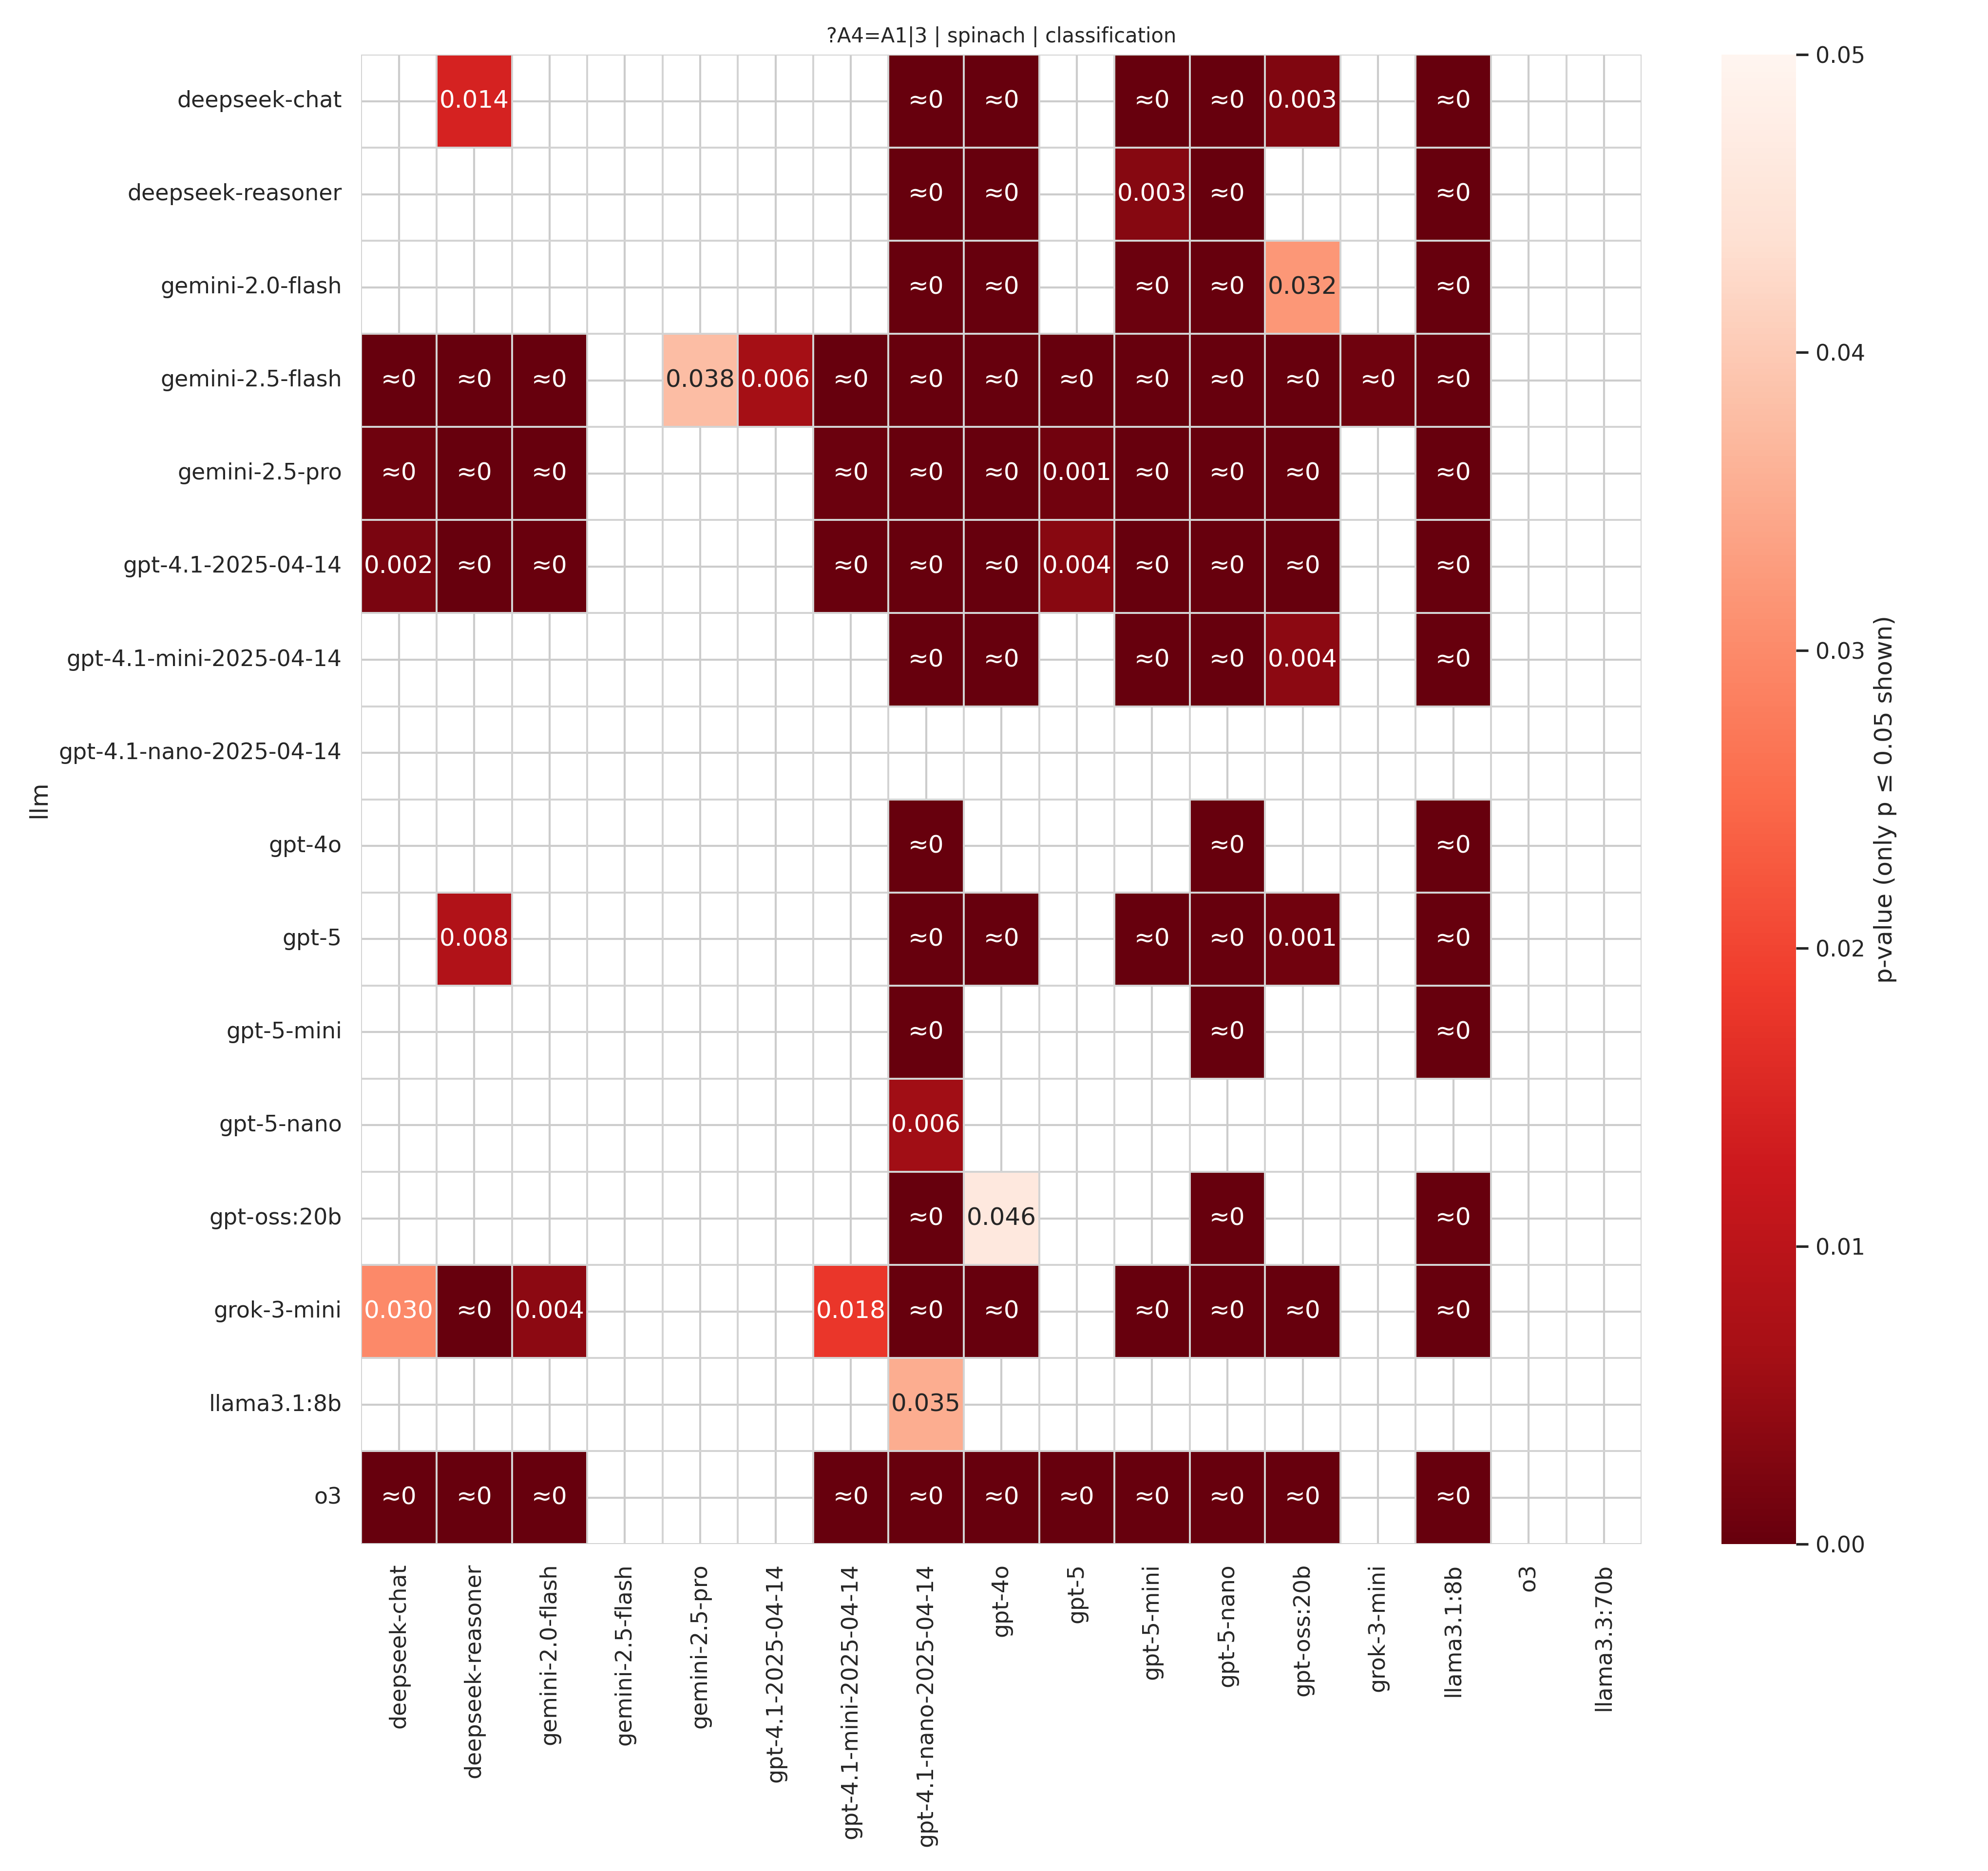 ?A4=A1|3 | spinach | classification
deepseek-chat 0.014 ≈0 ≈0 ≈0 ≈0 0.003 ≈0
deepseek-reasoner ≈0 ≈0 0.003 ≈0 ≈0
gemini-2.0-flash ≈0 ≈0 ≈0 ≈0 0.032 ≈0
gemini-2.5-flash ≈0 ≈0 ≈0 0.038 0.006 ≈0 ≈0 ≈0 ≈0 ≈0 ≈0 ≈0 ≈0 ≈0
gemini-2.5-pro ≈0 ≈0 ≈0 ≈0 ≈0 ≈0 0.001 ≈0 ≈0 ≈0 ≈0
gpt-4.1-2025-04-14 0.002 ≈0 ≈0 ≈0 ≈0 ≈0 0.004 ≈0 ≈0 ≈0 ≈0
gpt-4.1-mini-2025-04-14 ≈0 ≈0 ≈0 ≈0 0.004 ≈0
gpt-4.1-nano-2025-04-14
gpt-4o ≈0 ≈0 ≈0
gpt-5 0.008 ≈0 ≈0 ≈0 ≈0 0.001 ≈0
gpt-5-mini ≈0 ≈0 ≈0
gpt-5-nano 0.006
gpt-oss:20b ≈0 0.046 ≈0 ≈0
grok-3-mini 0.030 ≈0 0.004 0.018 ≈0 ≈0 ≈0 ≈0 ≈0 ≈0
llama3.1:8b 0.035
o3 ≈0 ≈0 ≈0 ≈0 ≈0 ≈0 ≈0 ≈0 ≈0 ≈0 ≈0
llm
deepseek-chat
deepseek-reasoner
gemini-2.0-flash
gemini-2.5-flash
gemini-2.5-pro
gpt-4.1-2025-04-14
gpt-4.1-mini-2025-04-14
gpt-4.1-nano-2025-04-14
gpt-4o
gpt-5
gpt-5-mini
gpt-5-nano
gpt-oss:20b
grok-3-mini
llama3.1:8b
o3
llama3.3:70b
0.05
0.04
0.03
0.02
0.01
0.00
p-value (only p ≤ 0.05 shown)